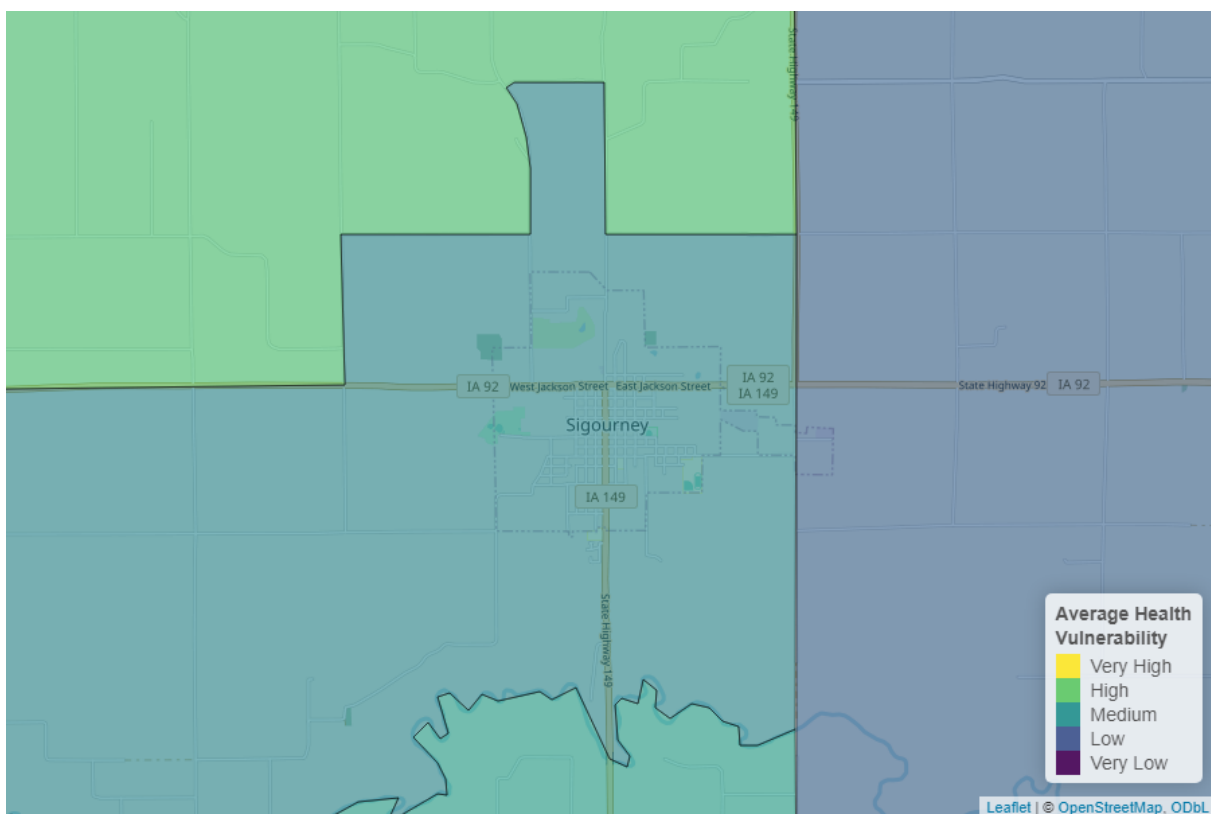 State Highway 149
IA 92
West Jackson Street
East Jackson Street
IA 92
IA 149
State Highway 92
IA 92
Sigourney
IA 149
State Highway 149
Average Health
Vulnerability
Very High
High
Medium
Low
Very Low
Leaflet | © OpenStreetMap, ODbL